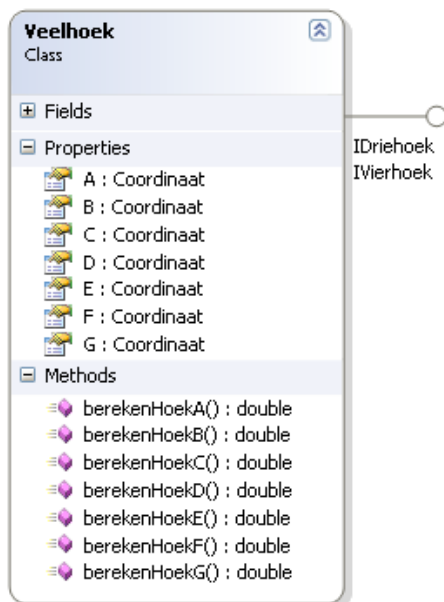 Veelhoek
Class
Fields
IDriehoek
IVierhoek
Properties
A : Coordinaat
B : Coordinaat
C : Coordinaat
D : Coordinaat
E : Coordinaat
F : Coordinaat
G : Coordinaat
Methods
berekenHoekA() : double
berekenHoekB() : double
berekenHoekC() : double
berekenHoekD() : double
berekenHoekE() : double
berekenHoekF() : double
berekenHoekG() : double